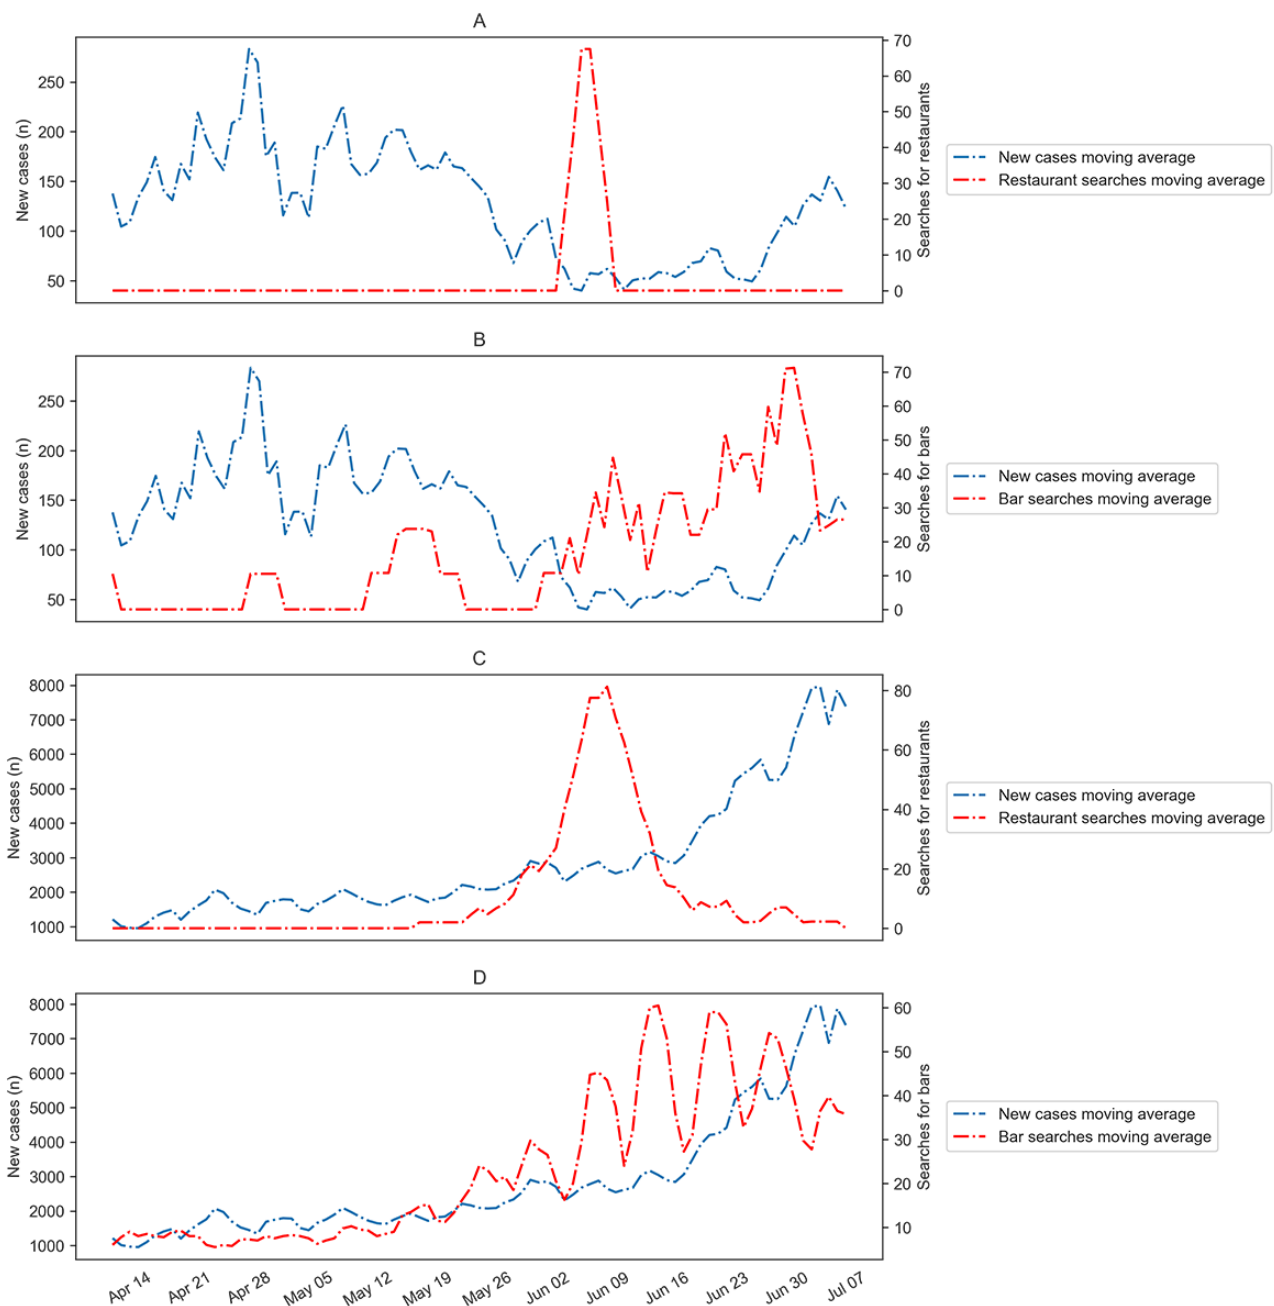 A
New cases (n)
250
200
150
100
50
70
60
50
40
30
20
10
0
Searches for restaurants
New cases moving average
Restaurant searches moving average
B
New cases (n)
250
200
150
100
50
70
60
50
40
30
20
10
0
Searches for bars
New cases moving average
Bar searches moving average
C
New cases (n)
8000
7000
6000
5000
4000
3000
2000
1000
80
60
40
20
0
Searches for restaurants
New cases moving average
Restaurant searches moving average
D
New cases (n)
8000
7000
6000
5000
4000
3000
2000
1000
60
50
40
30
20
10
Searches for bars
New cases moving average
Bar searches moving average
Apr 14
Apr 21
Apr 28
May 05
May 12
May 19
May 26
Jun 02
Jun 09
Jun 16
Jun 23
Jun 30
Jul 07